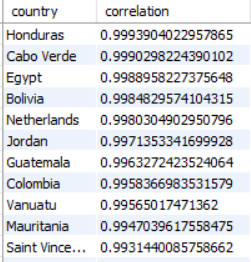 country correlation
Honduras 0.9993904022957865
Cabo Verde 0.9990298224390102
Egypt 0.9988958227375648
Bolivia 0.9984829574104315
Netherlands 0.9980304902950796
Jordan 0.9971353341699928
Guatemala 0.9963272423524064
Colombia 0.9958366983531579
Vanuatu 0.99565017471362
Mauritania 0.9947039617558475
Saint Vince... 0.9931440085758662